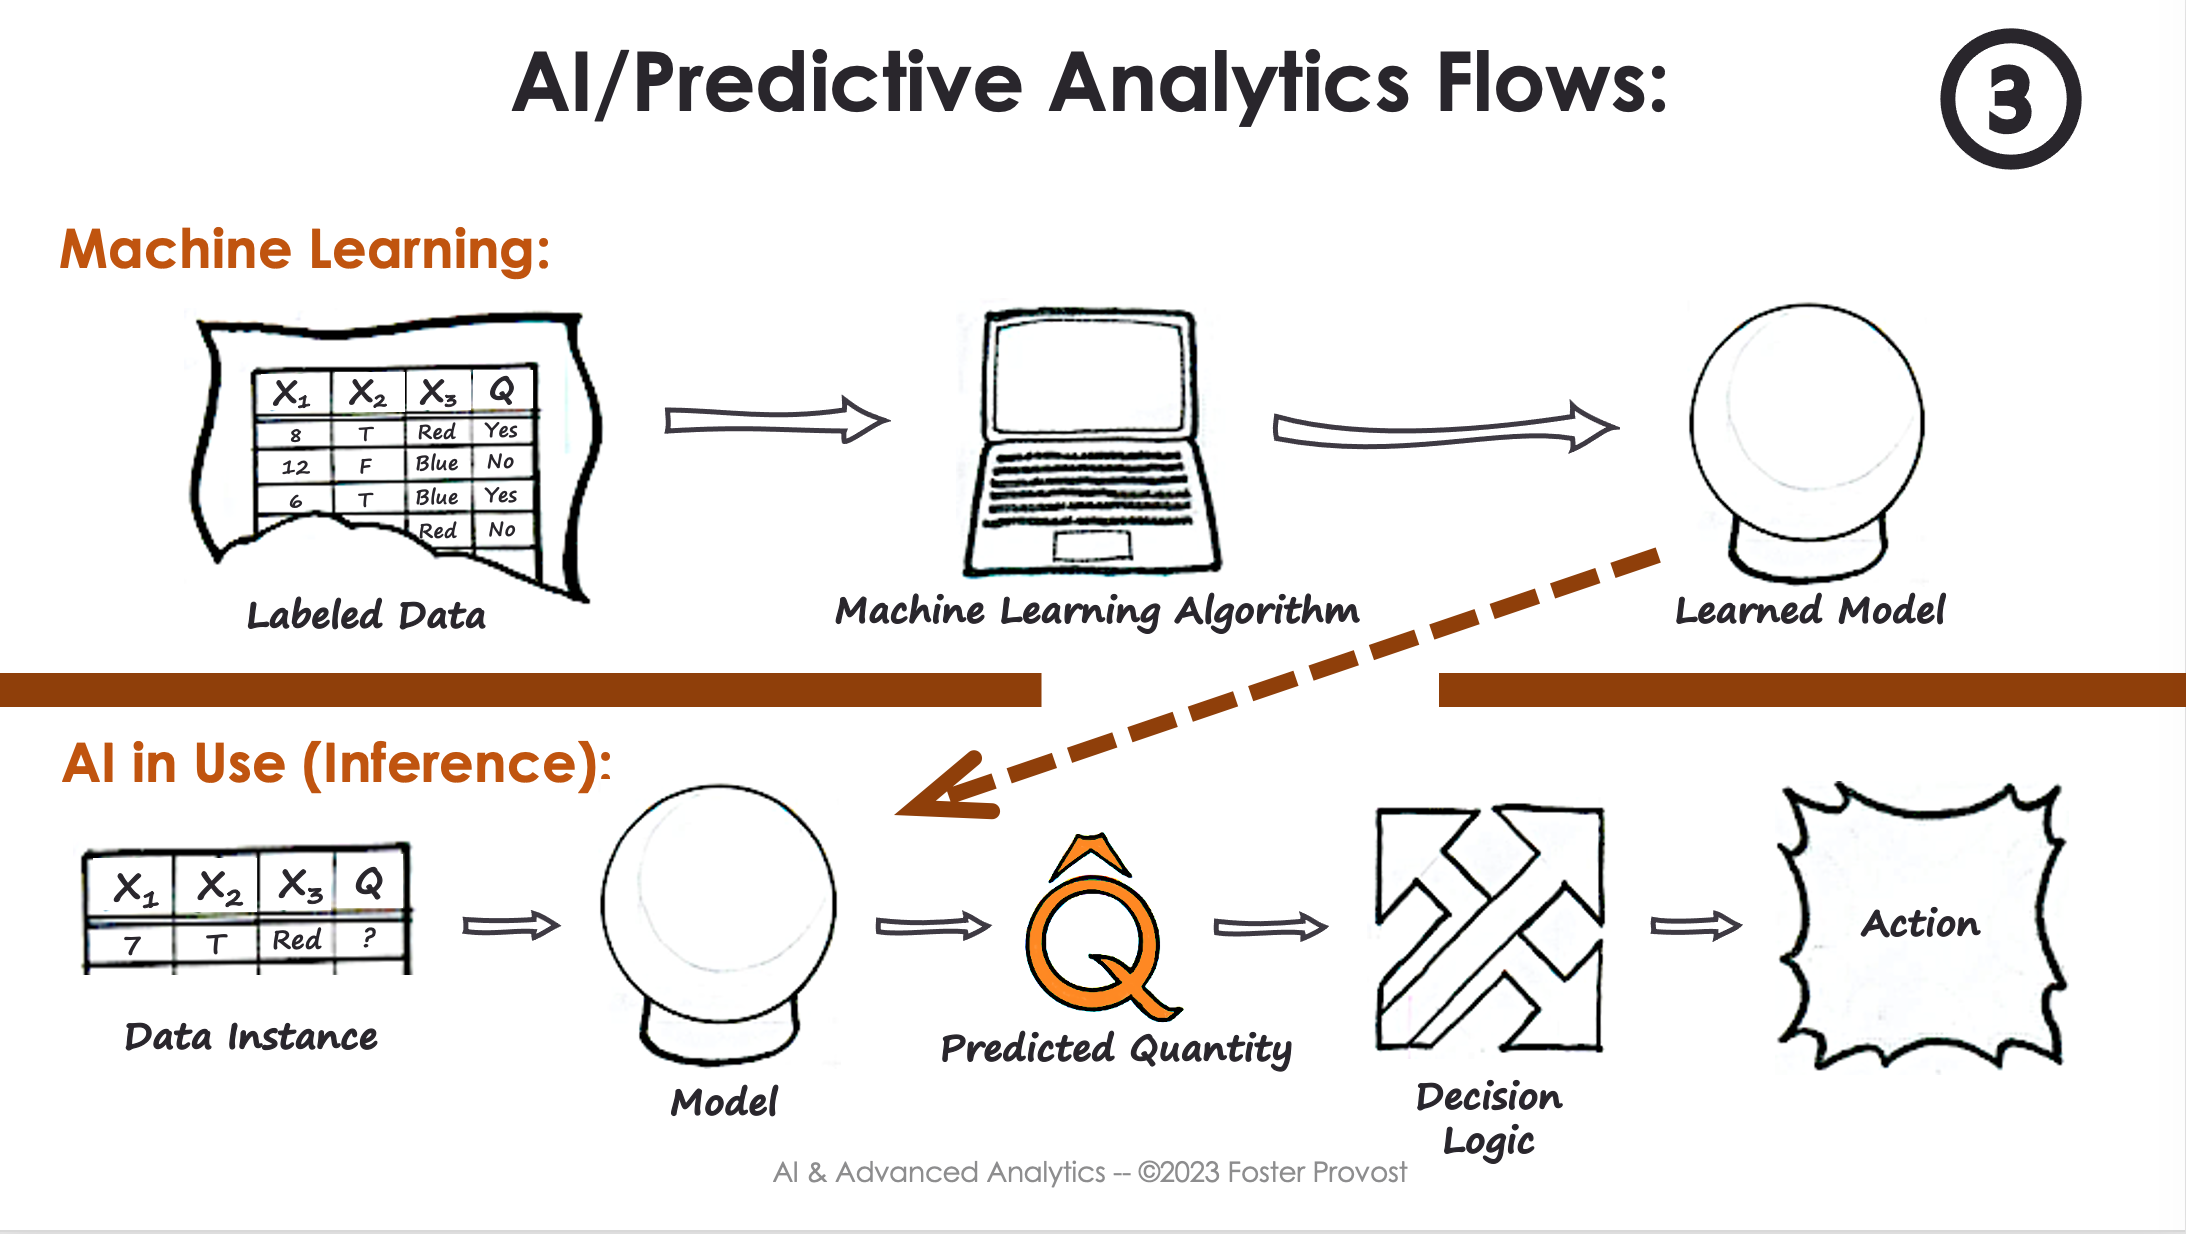 AI/Predictive Analytics Flows:
3
Machine Learning:
X₁ X₂ X₃ Q
8 T Red Yes
12 F Blue No
6 T Blue Yes
Red No
Labeled Data
Machine Learning Algorithm
Learned Model
AI in Use (Inference):
X₁ X₂ X₃ Q
7 T Red ?
Data Instance
Model
Q̂
Predicted Quantity
Decision
Logic
Action
AI & Advanced Analytics -- ©2023 Foster Provost